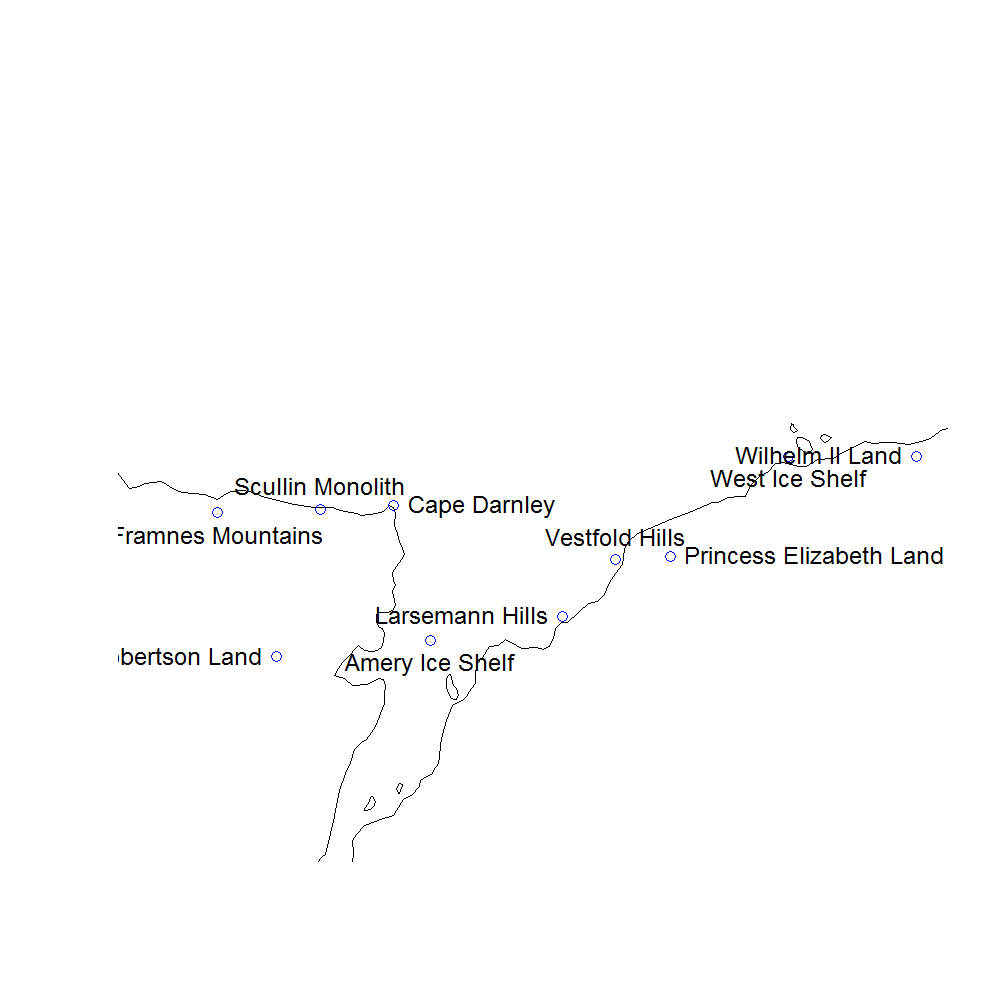 Wilhelm II Land
West Ice Shelf
Scullin Monolith
Cape Darnley
Framnes Mountains
Vestfold Hills
Princess Elizabeth Land
Larsemann Hills
bertson Land
Amery Ice Shelf